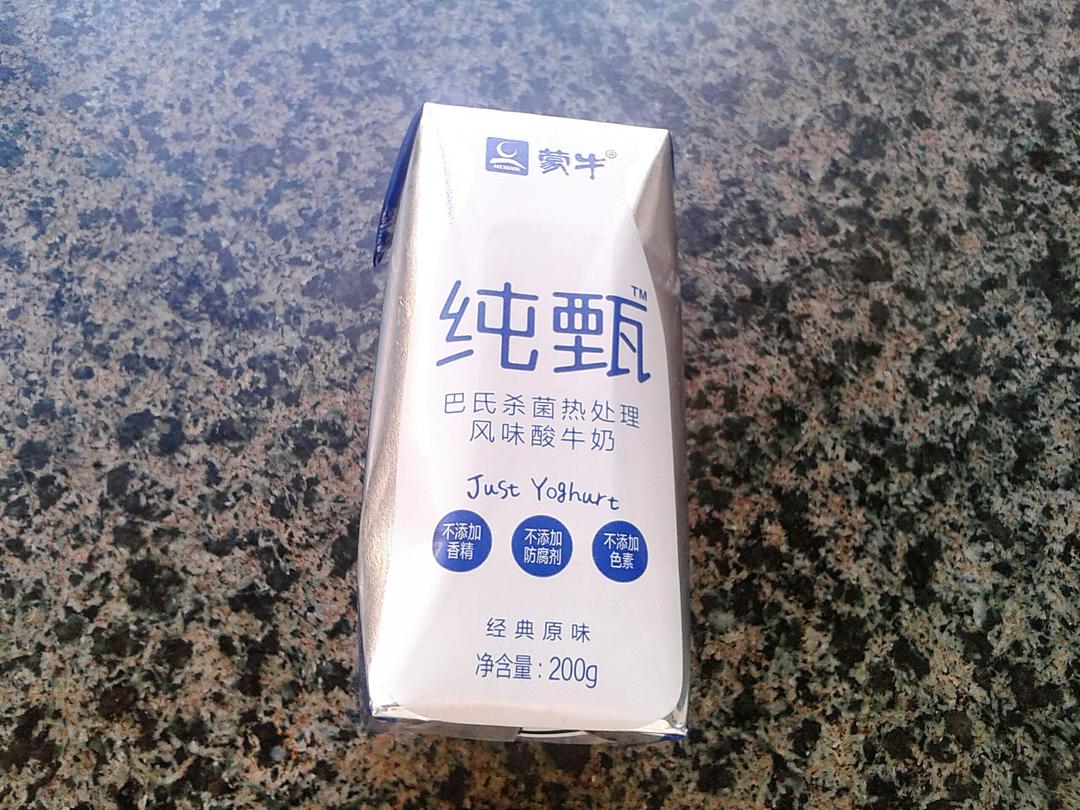 蒙牛®
纯甄™
巴氏杀菌热处理
风味酸牛奶
Just Yoghurt
不添加
香精
不添加
防腐剂
不添加
色素
经典原味
净含量:200g